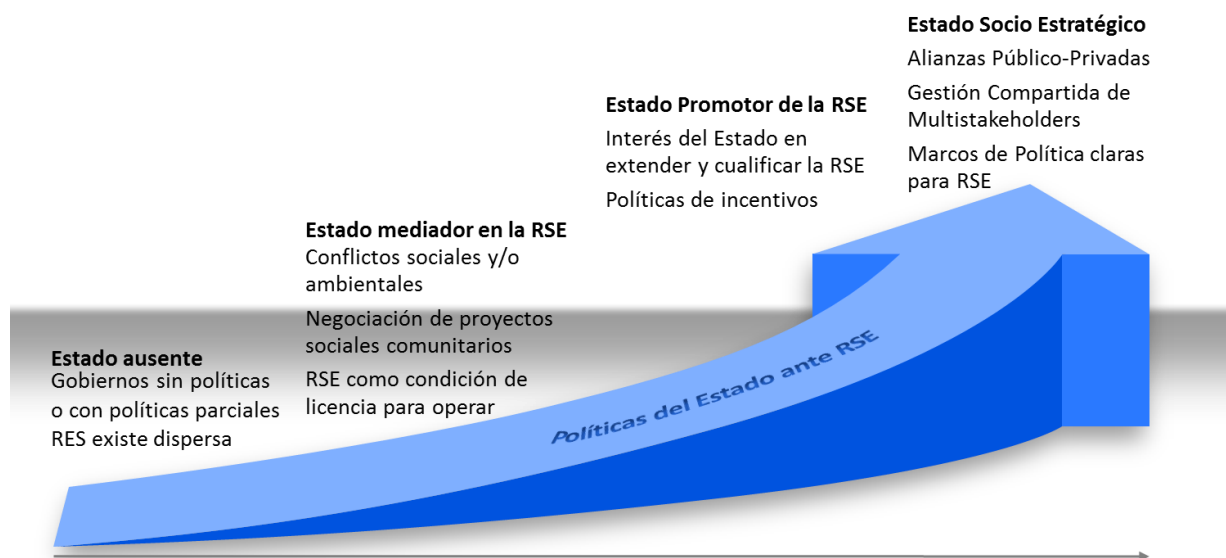 Estado ausente
Gobiernos sin políticas
o con políticas parciales
RES existe dispersa
Estado mediador en la RSE
Conflictos sociales y/o
ambientales
Negociación de proyectos
sociales comunitarios
RSE como condición de
licencia para operar
Estado Promotor de la RSE
Interés del Estado en
extender y cualificar la RSE
Políticas de incentivos
Estado Socio Estratégico
Alianzas Público-Privadas
Gestión Compartida de
Multistakeholders
Marcos de Política claras
para RSE
Políticas del Estado ante RSE